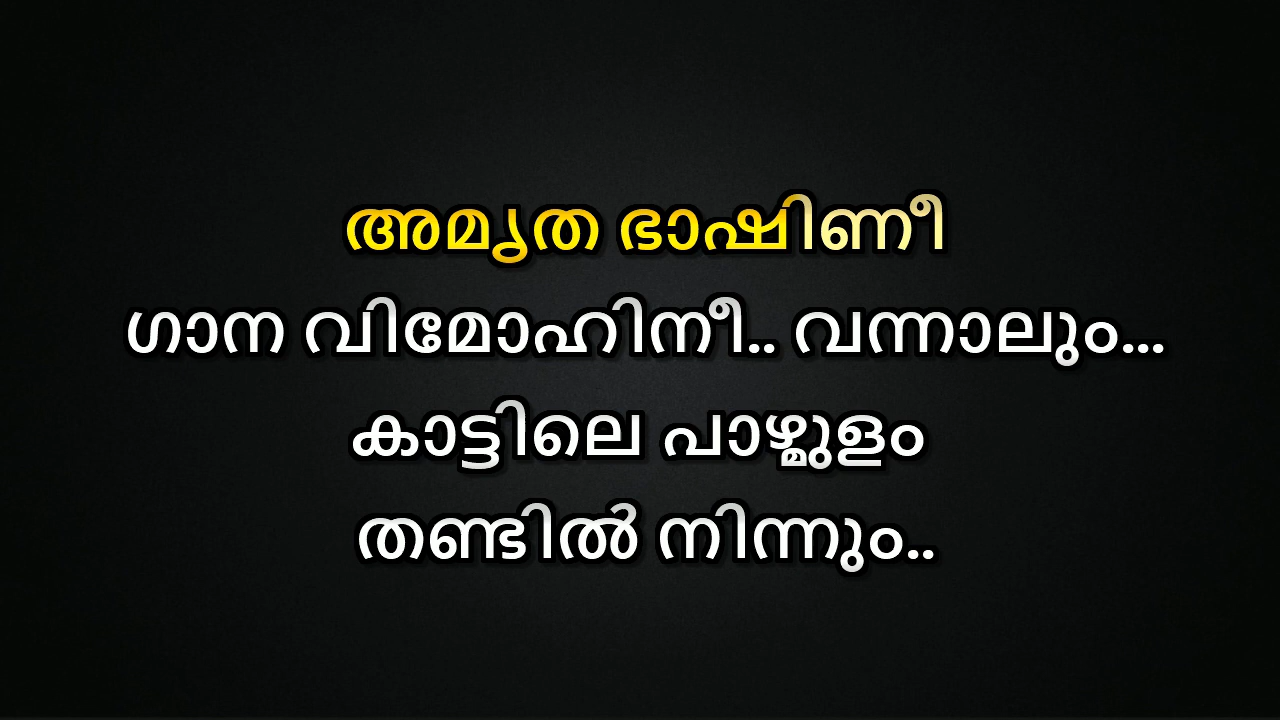 അമൃത ഭാഷിണീ
ഗാന വിമോഹിനീ.. വന്നാലും...
കാട്ടിലെ പാഴ്മുളം
തണ്ടിൽ നിന്നും..